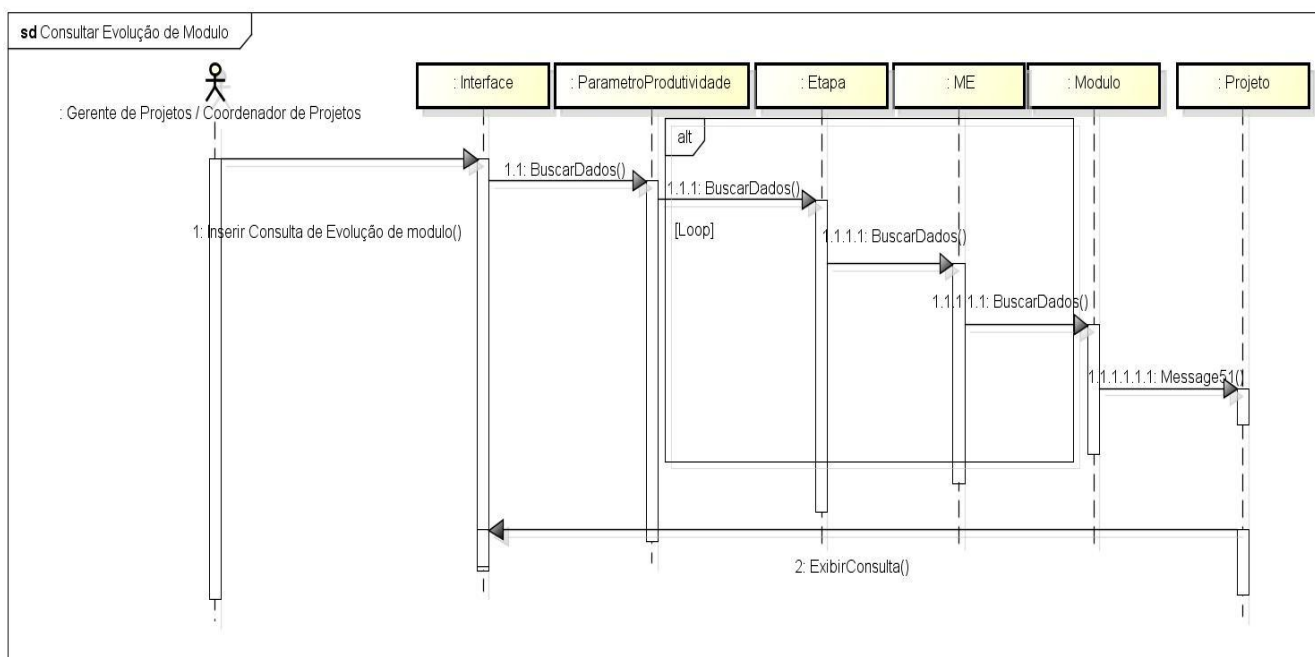 sd Consultar Evolução de Modulo
: Gerente de Projetos / Coordenador de Projetos
: Interface
: ParametroProdutividade
: Etapa
: ME
: Modulo
: Projeto
alt
1.1: BuscarDados()
1.1.1: BuscarDados()
[Loop]
1: Inserir Consulta de Evolução de modulo()
1.1.1.1: BuscarDados()
1.1.1.1.1: BuscarDados()
1.1.1.1.1.1: Message51()
2: ExibirConsulta()